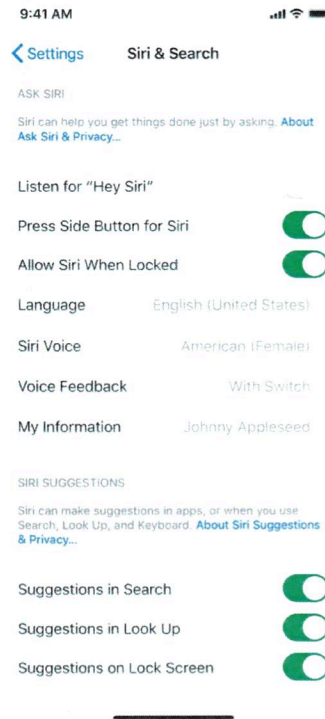 9:41 AM
Settings
Siri & Search
ASK SIRI
Siri can help you get things done just by asking. About
Ask Siri & Privacy...
Listen for "Hey Siri"
Press Side Button for Siri
Allow Siri When Locked
Language English (United States)
Siri Voice American (Female)
Voice Feedback With Switch
My Information Johnny Appleseed
SIRI SUGGESTIONS
Siri can make suggestions in apps, or when you use
Search, Look Up, and Keyboard. About Siri Suggestions
& Privacy...
Suggestions in Search
Suggestions in Look Up
Suggestions on Lock Screen